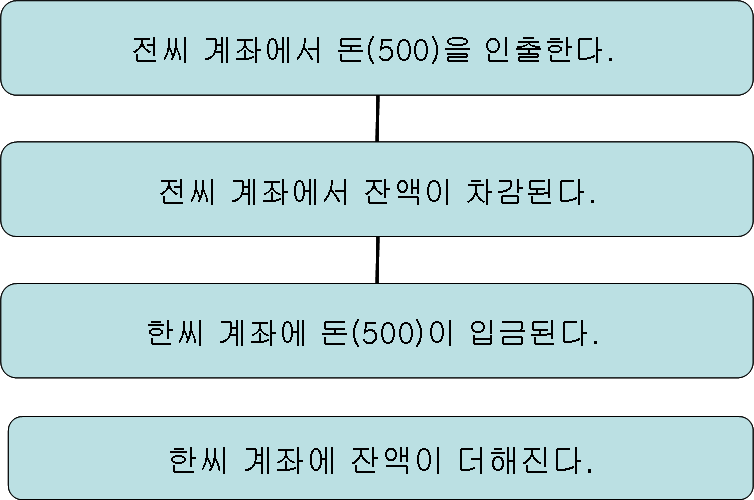 전씨 계좌에서 돈(500)을 인출한다.
전씨 계좌에서 잔액이 차감된다.
한씨 계좌에 돈(500)이 입금된다.
한씨 계좌에 잔액이 더해진다.